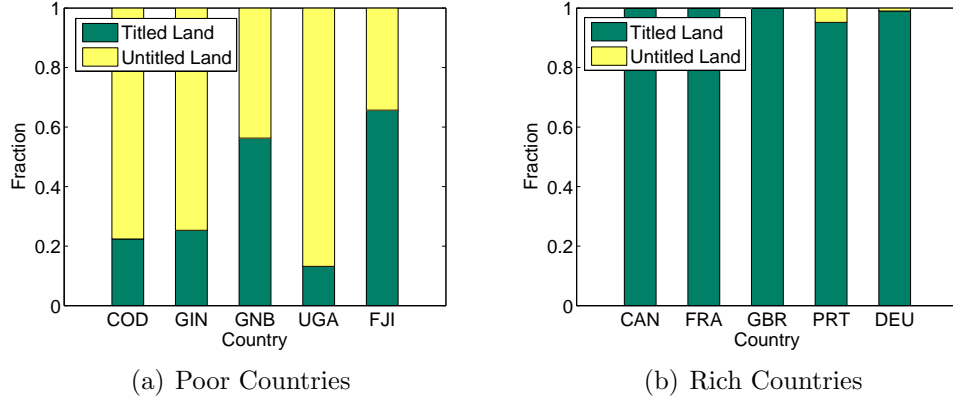 1
0.8
0.6
0.4
0.2
0
Fraction
Titled Land
Untitled Land
COD GIN GNB UGA FJI
Country
(a) Poor Countries
1
0.8
0.6
0.4
0.2
0
Fraction
Titled Land
Untitled Land
CAN FRA GBR PRT DEU
Country
(b) Rich Countries